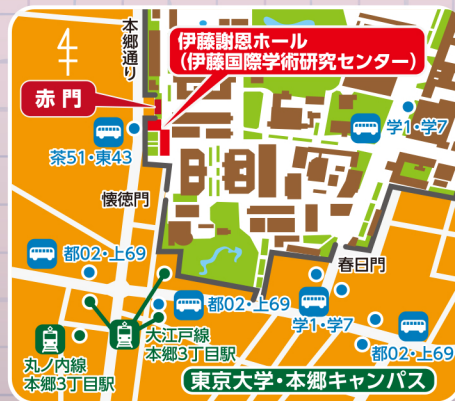 本郷通り
伊藤謝恩ホール
(伊藤国際学術研究センター)
赤門
学1・学7
茶51・東43
懐徳門
都02・上69
春日門
都02・上69
学1・学7
大江戸線
本郷3丁目駅
都02・上69
丸ノ内線
本郷3丁目駅
東京大学・本郷キャンパス